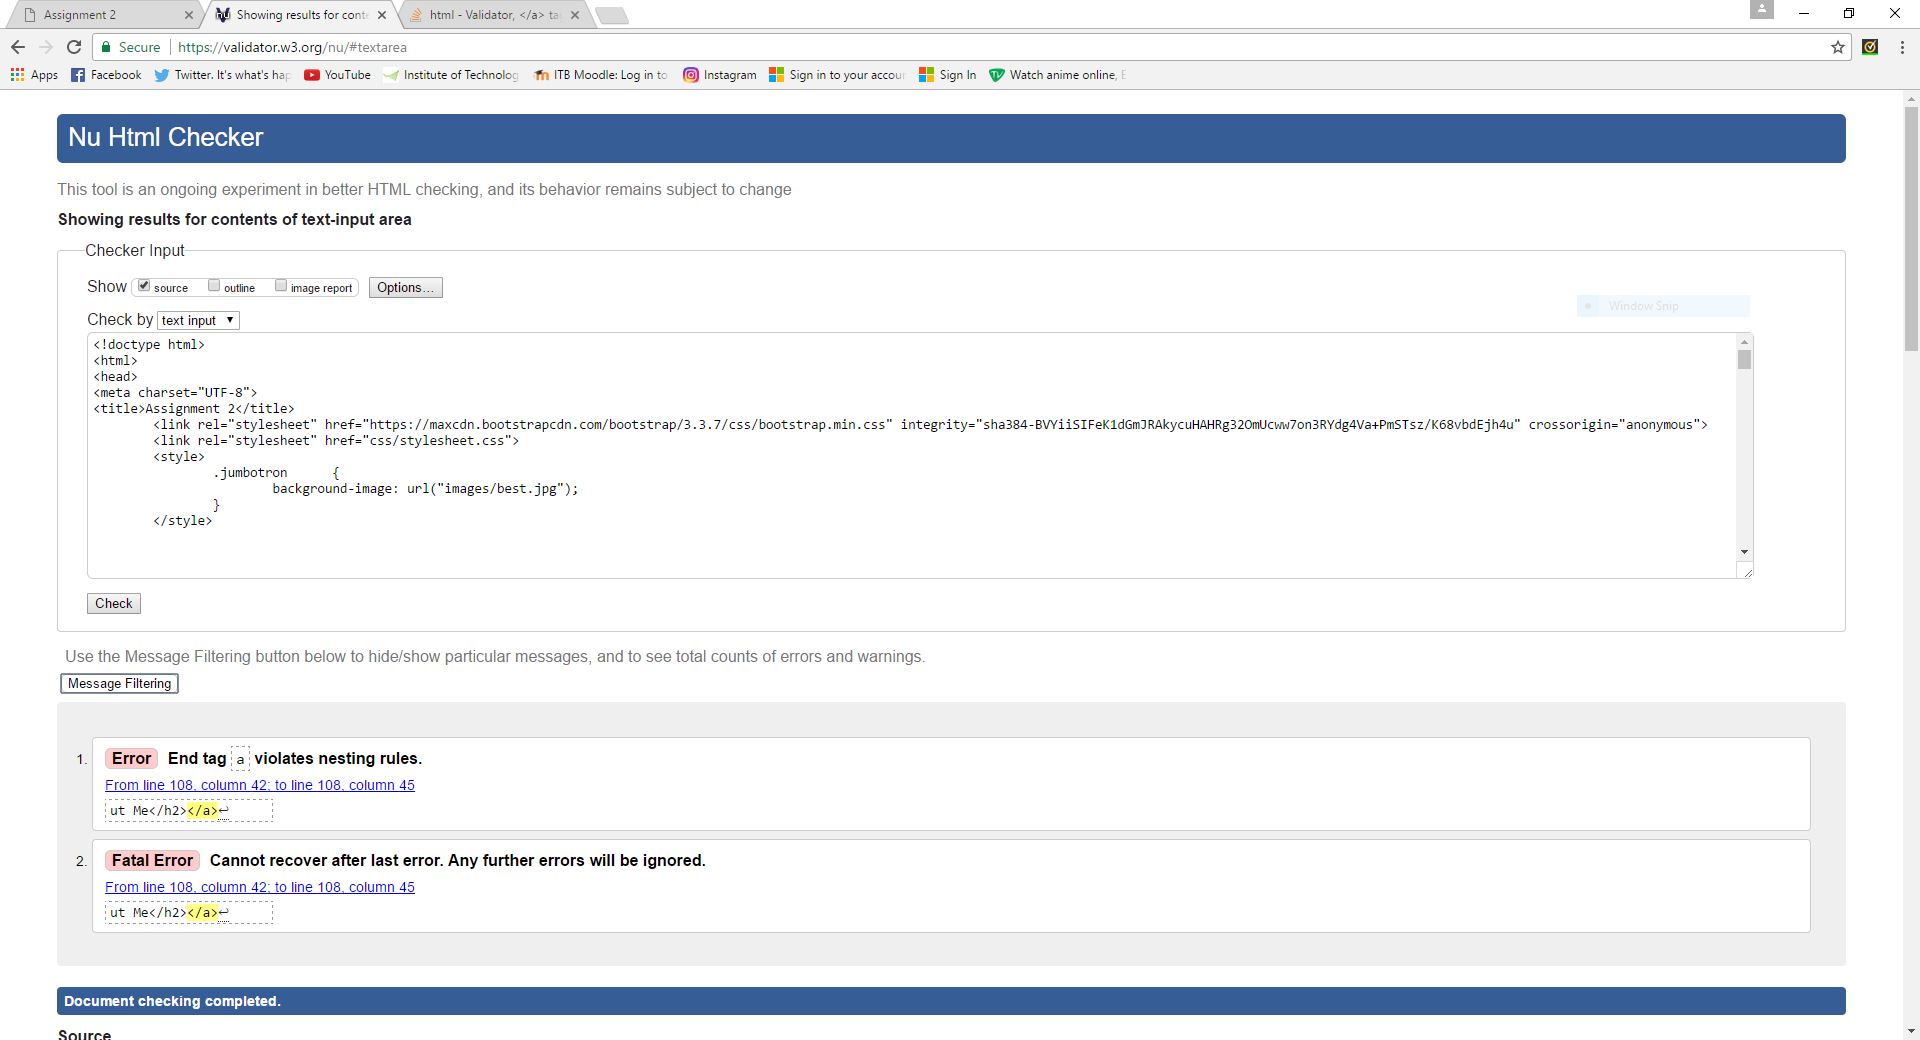 Assignment 2
Showing results for conte
html - Validator, </a> ta
Secure
https://validator.w3.org/nu/#textarea
Apps Facebook Twitter. It's what's hap YouTube Institute of Technolog ITB Moodle: Log in to Instagram Sign in to your accour Sign In Watch anime online, E
Nu Html Checker
This tool is an ongoing experiment in better HTML checking, and its behavior remains subject to change
Showing results for contents of text-input area
Checker Input
Show source outline image report Options...
Window Snip
Check by text input
<!doctype html>
<html>
<head>
<meta charset="UTF-8">
<title>Assignment 2</title>
<link rel="stylesheet" href="https://maxcdn.bootstrapcdn.com/bootstrap/3.3.7/css/bootstrap.min.css" integrity="sha384-BVYiiSIFeK1dGmJRAkycuHAHRg32OmUcww7on3RYdg4Va+PmSTsz/K68vbdEjh4u" crossorigin="anonymous">
<link rel="stylesheet" href="css/stylesheet.css">
<style>
.jumbotron {
background-image: url("images/best.jpg");
}
</style>
Check
Use the Message Filtering button below to hide/show particular messages, and to see total counts of errors and warnings.
Message Filtering
1. Error End tag a violates nesting rules.
From line 108, column 42; to line 108, column 45
ut Me</h2></a>↩
2. Fatal Error Cannot recover after last error. Any further errors will be ignored.
From line 108, column 42; to line 108, column 45
ut Me</h2></a>↩
Document checking completed.
Source